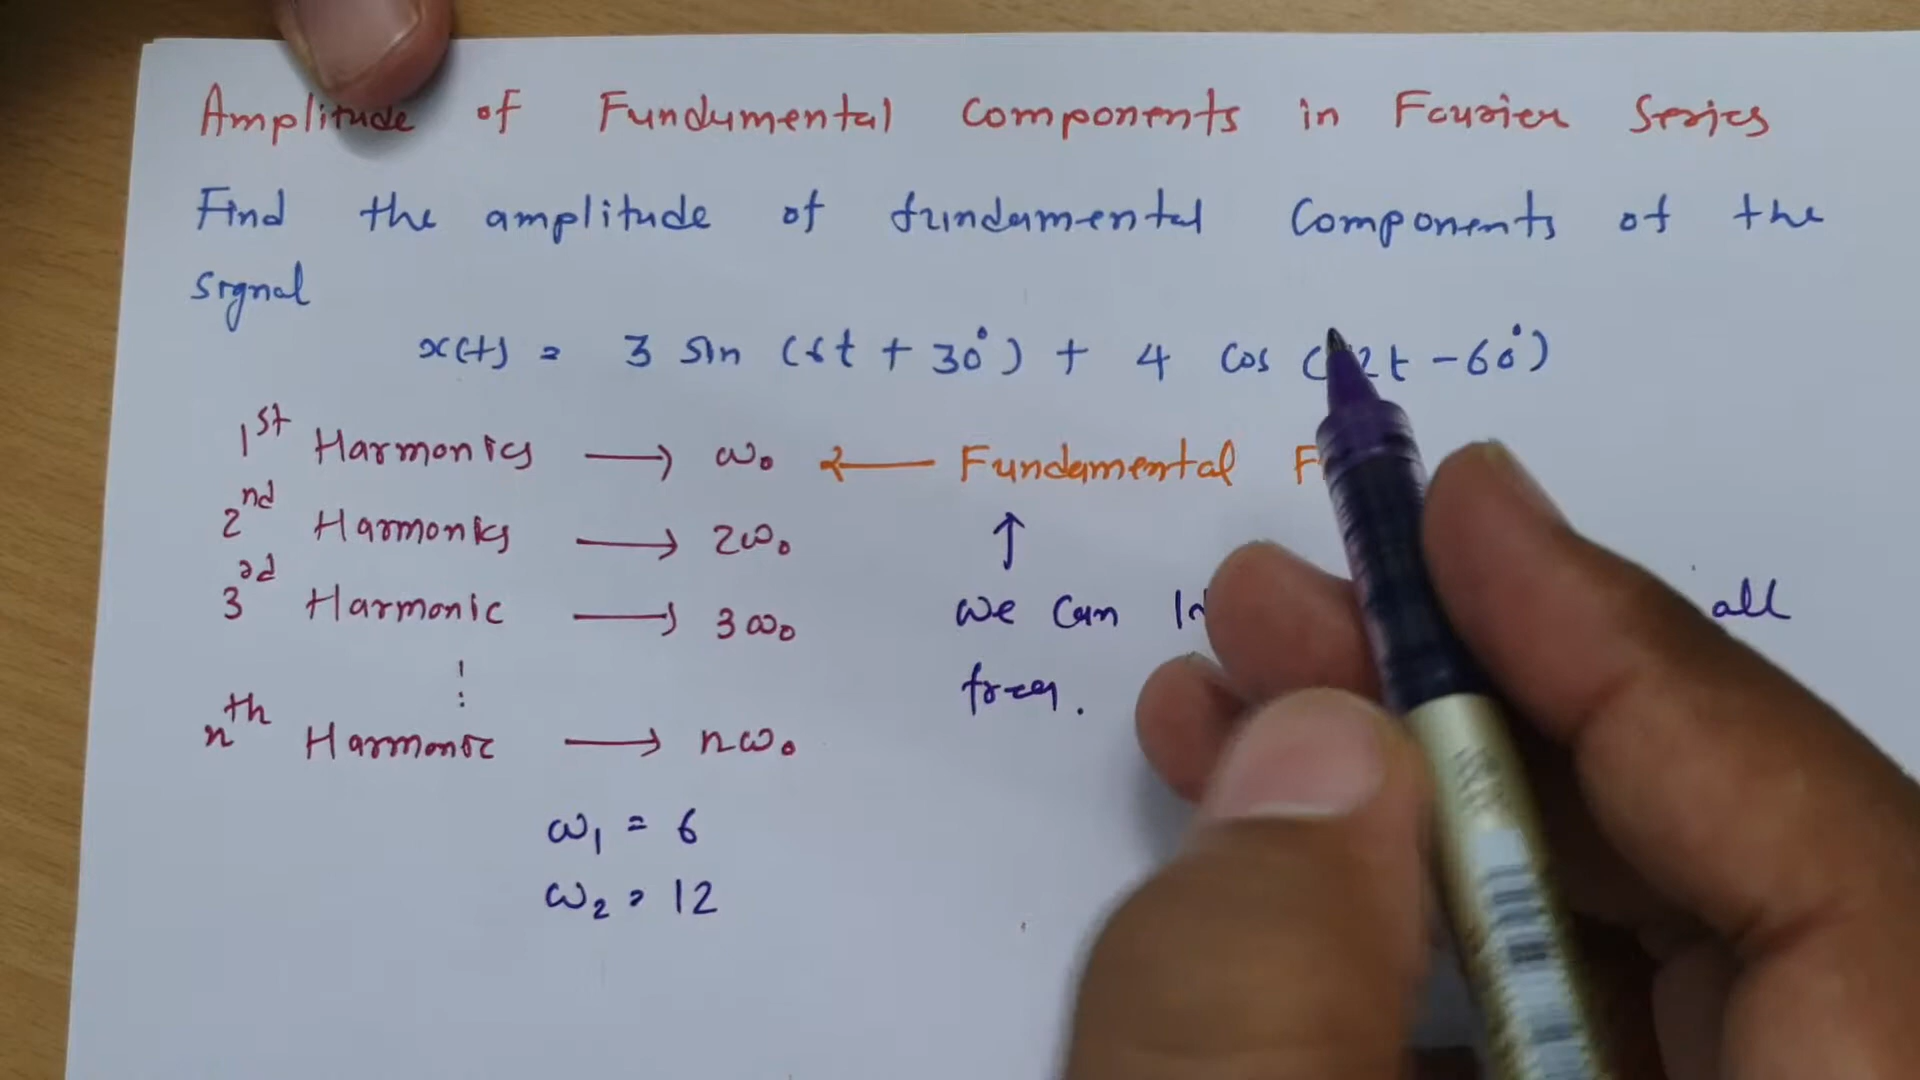 Amplitude of Fundumental Components in Fourier Series
Find the amplitude of fundamental Components of the
Signal
x(t) = 3 sin (6t + 30°) + 4 cos ( 2t - 60°)
1st Harmonics → ω₀ ← Fundamental F
2nd Harmonics → 2ω₀ ↑
3rd Harmonic → 3ω₀ we can all
freq.
nth Harmonic → nω₀
ω₁ = 6
ω₂ = 12